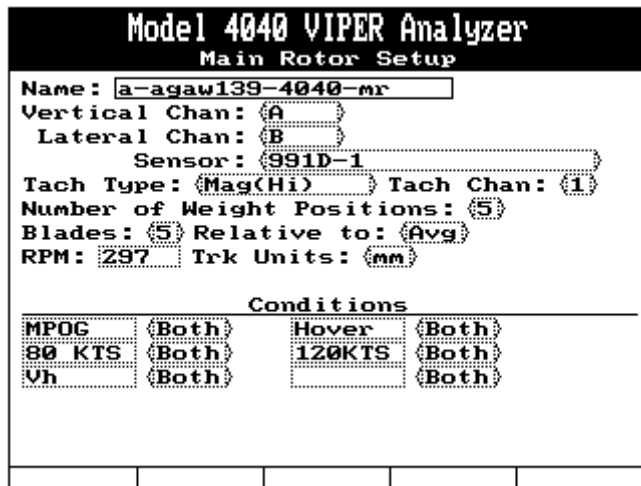 Model 4040 VIPER Analyzer
Main Rotor Setup
Name: a-agaw139-4040-mr
Vertical Chan: A
Lateral Chan: B
Sensor: 991D-1
Tach Type: Mag(Hi) Tach Chan: 1
Number of Weight Positions: 5
Blades: 5 Relative to: Avg
RPM: 297 Trk Units: mm
Conditions
MPOG Both Hover Both
80 KTS Both 120KTS Both
Vh Both Both